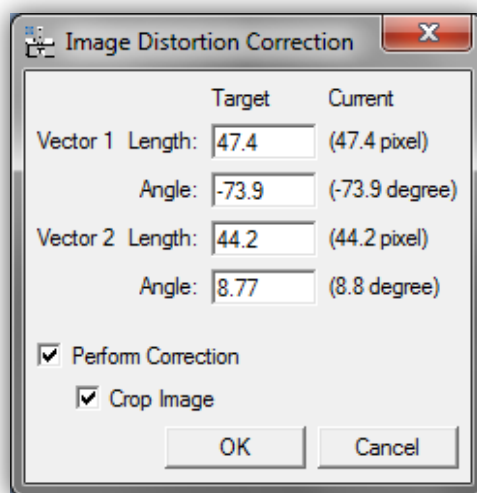 Image Distortion Correction
Target Current
Vector 1 Length: 47.4 (47.4 pixel)
Angle: -73.9 (-73.9 degree)
Vector 2 Length: 44.2 (44.2 pixel)
Angle: 8.77 (8.8 degree)
Perform Correction
Crop Image
OK Cancel